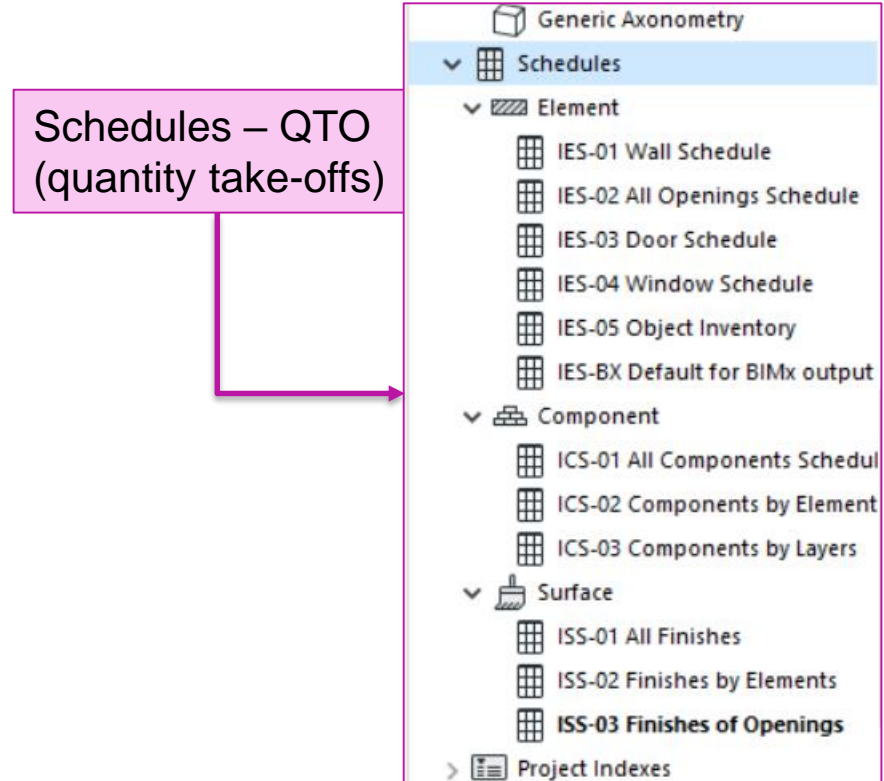 Generic Axonometry
Schedules
Schedules – QTO
(quantity take-offs)
Element
IES-01 Wall Schedule
IES-02 All Openings Schedule
IES-03 Door Schedule
IES-04 Window Schedule
IES-05 Object Inventory
IES-BX Default for BIMx output
Component
ICS-01 All Components Schedul
ICS-02 Components by Element
ICS-03 Components by Layers
Surface
ISS-01 All Finishes
ISS-02 Finishes by Elements
ISS-03 Finishes of Openings
Project Indexes